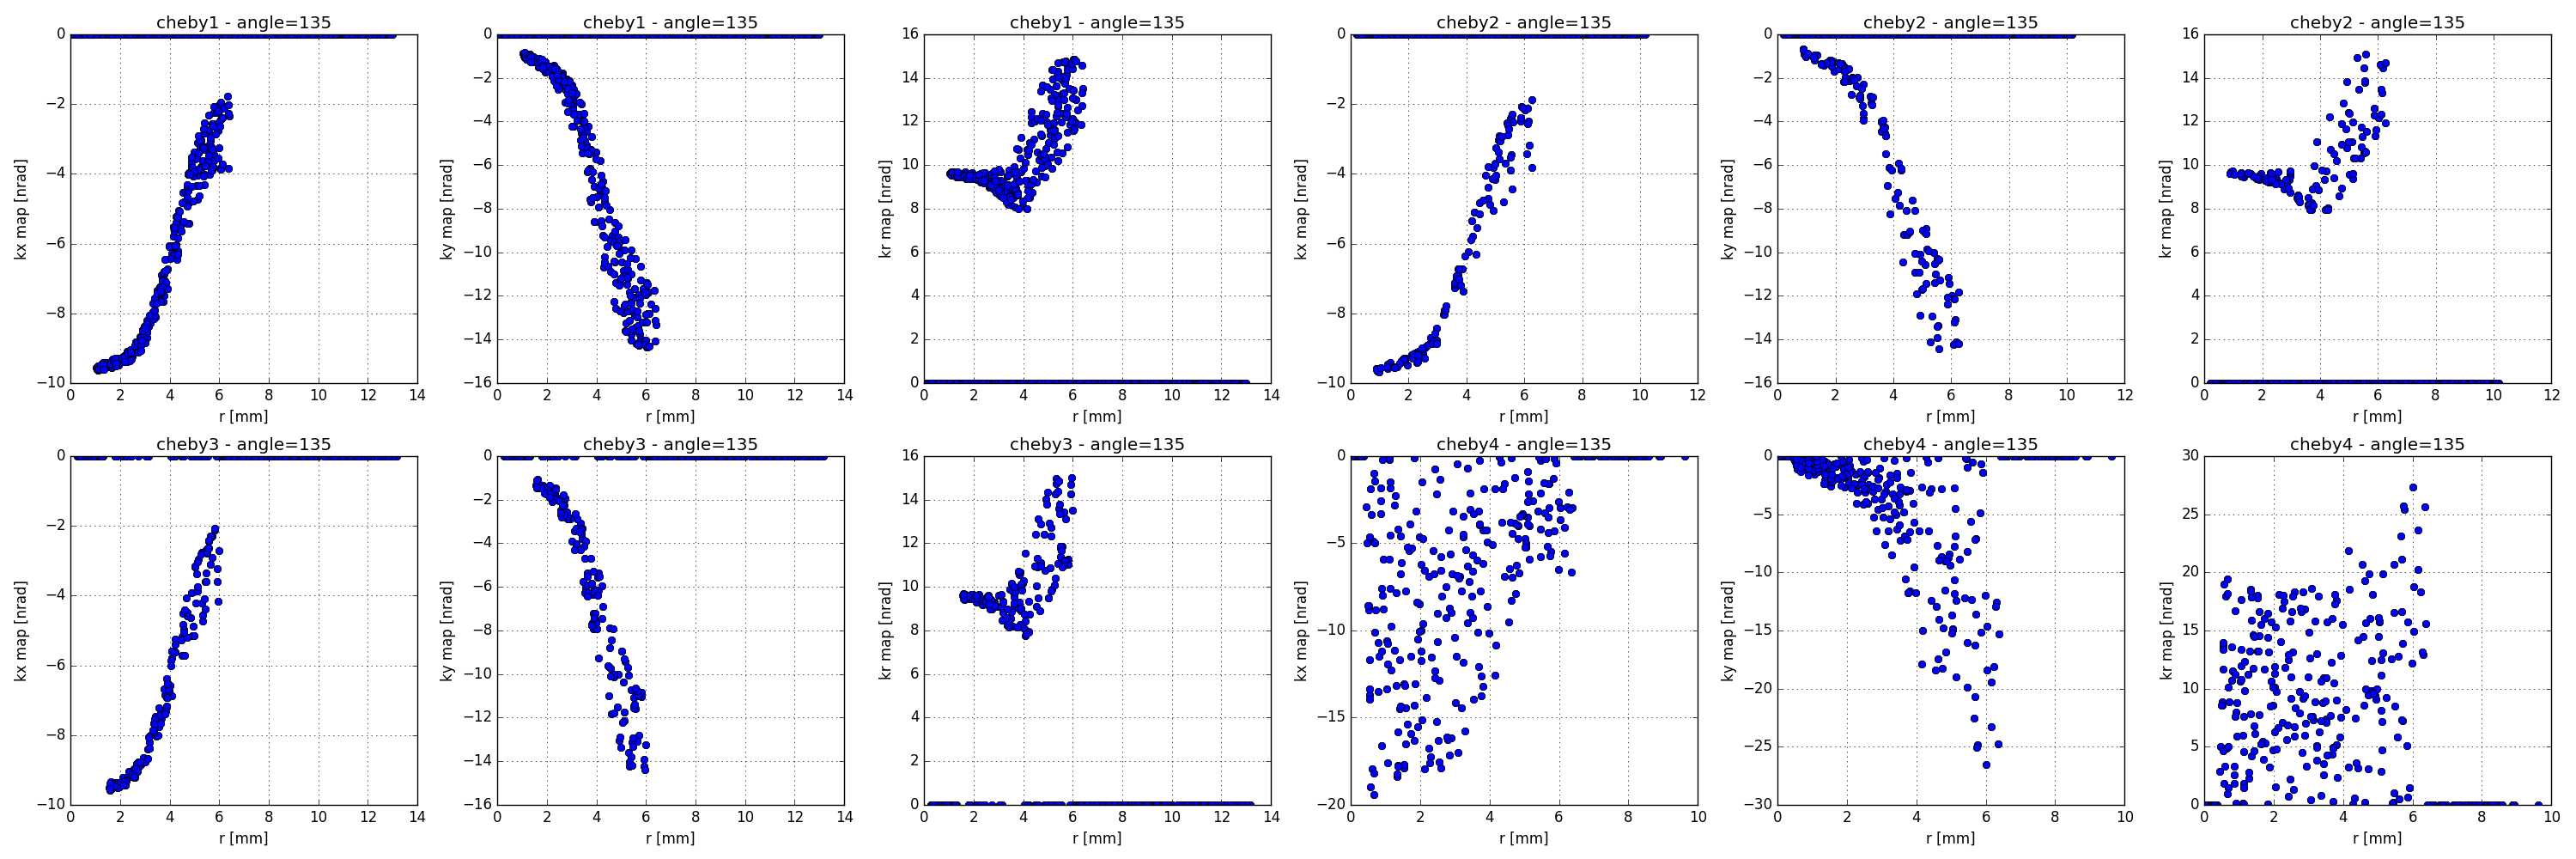 cheby1 - angle=135
0
−2
−4
−6
−8
−10
kx map [nrad]
0 2 4 6 8 10 12 14
r [mm]
cheby1 - angle=135
0
−2
−4
−6
−8
−10
−12
−14
−16
ky map [nrad]
0 2 4 6 8 10 12 14
r [mm]
cheby1 - angle=135
16
14
12
10
8
6
4
2
0
kr map [nrad]
0 2 4 6 8 10 12 14
r [mm]
cheby2 - angle=135
0
−2
−4
−6
−8
−10
kx map [nrad]
0 2 4 6 8 10 12
r [mm]
cheby2 - angle=135
0
−2
−4
−6
−8
−10
−12
−14
−16
ky map [nrad]
0 2 4 6 8 10 12
r [mm]
cheby2 - angle=135
16
14
12
10
8
6
4
2
0
kr map [nrad]
0 2 4 6 8 10 12
r [mm]
cheby3 - angle=135
0
−2
−4
−6
−8
−10
kx map [nrad]
0 2 4 6 8 10 12 14
r [mm]
cheby3 - angle=135
0
−2
−4
−6
−8
−10
−12
−14
−16
ky map [nrad]
0 2 4 6 8 10 12 14
r [mm]
cheby3 - angle=135
16
14
12
10
8
6
4
2
0
kr map [nrad]
0 2 4 6 8 10 12 14
r [mm]
cheby4 - angle=135
0
−5
−10
−15
−20
kx map [nrad]
0 2 4 6 8 10
r [mm]
cheby4 - angle=135
0
−5
−10
−15
−20
−25
−30
ky map [nrad]
0 2 4 6 8 10
r [mm]
cheby4 - angle=135
30
25
20
15
10
5
0
kr map [nrad]
0 2 4 6 8 10
r [mm]